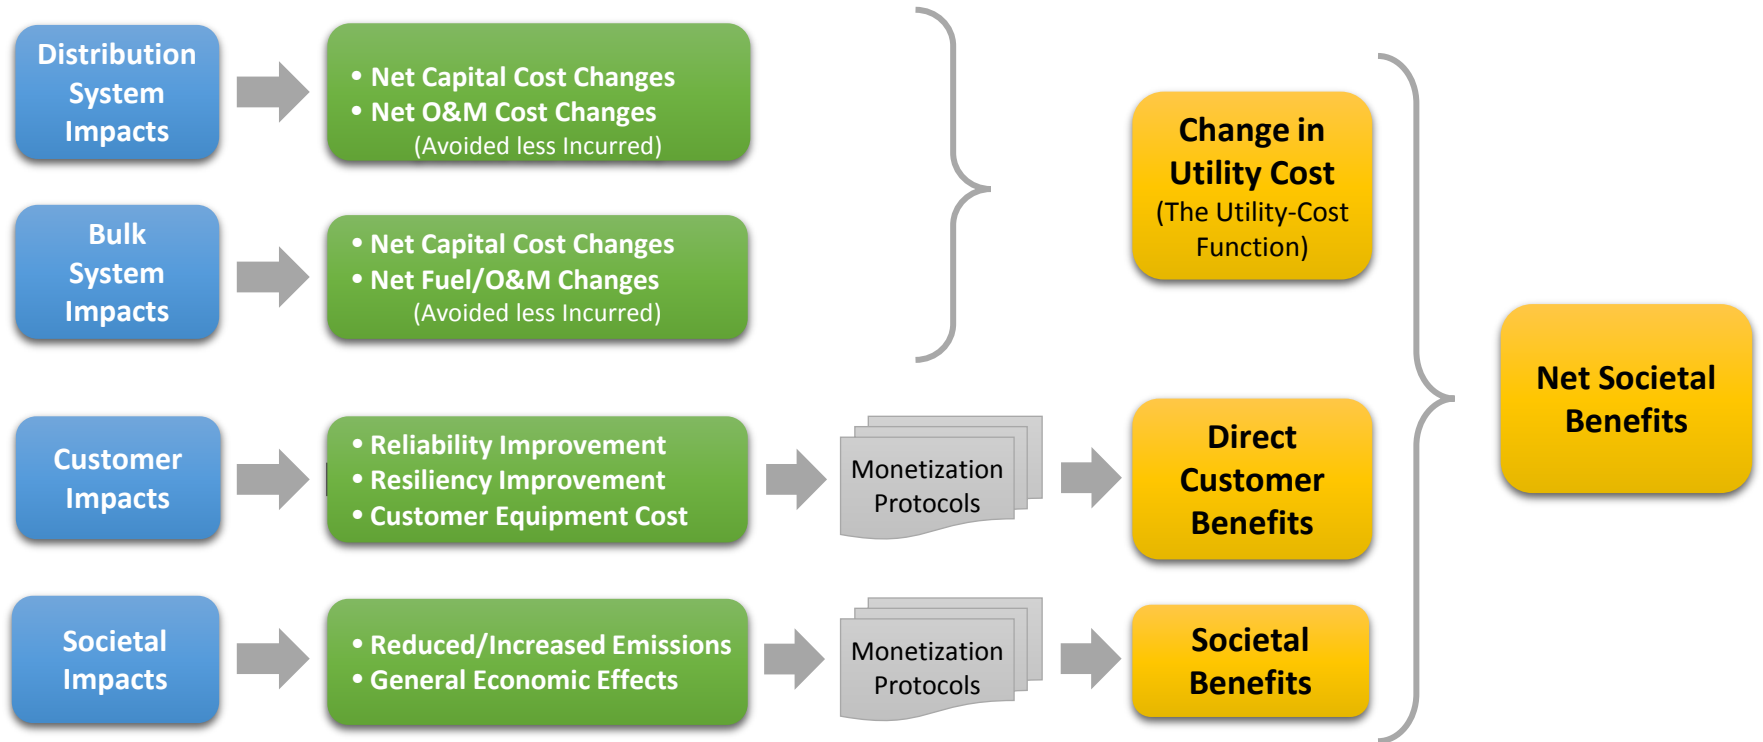 Distribution
System
Impacts
• Net Capital Cost Changes
• Net O&M Cost Changes
(Avoided less Incurred)
Bulk
System
Impacts
• Net Capital Cost Changes
• Net Fuel/O&M Changes
(Avoided less Incurred)
Change in
Utility Cost
(The Utility-Cost
Function)
Customer
Impacts
• Reliability Improvement
• Resiliency Improvement
• Customer Equipment Cost
Monetization
Protocols
Direct
Customer
Benefits
Societal
Impacts
• Reduced/Increased Emissions
• General Economic Effects
Monetization
Protocols
Societal
Benefits
Net Societal
Benefits